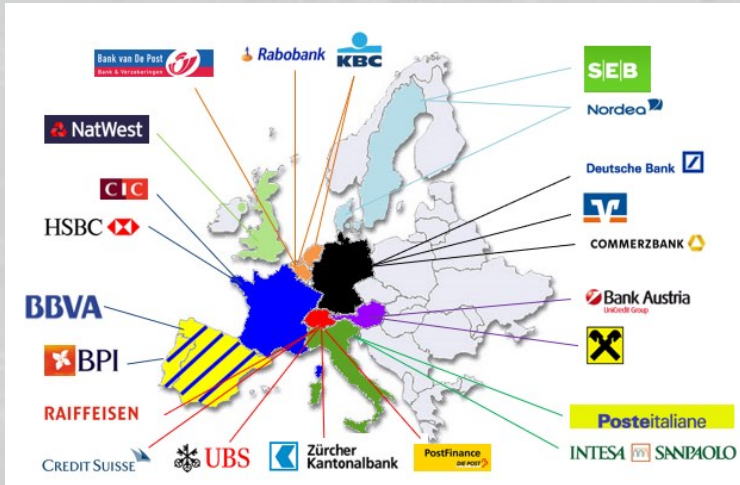 Bank van De Post
Bank & Verzekeringen
Rabobank
KBC
SEB
Nordea
NatWest
Deutsche Bank
CIC
HSBC
COMMERZBANK
BBVA
Bank Austria
UniCredit Group
BPI
RAIFFEISEN
Posteitaliane
CREDIT SUISSE
UBS
Zürcher
Kantonalbank
PostFinance
DIE POST
INTESA SANPAOLO